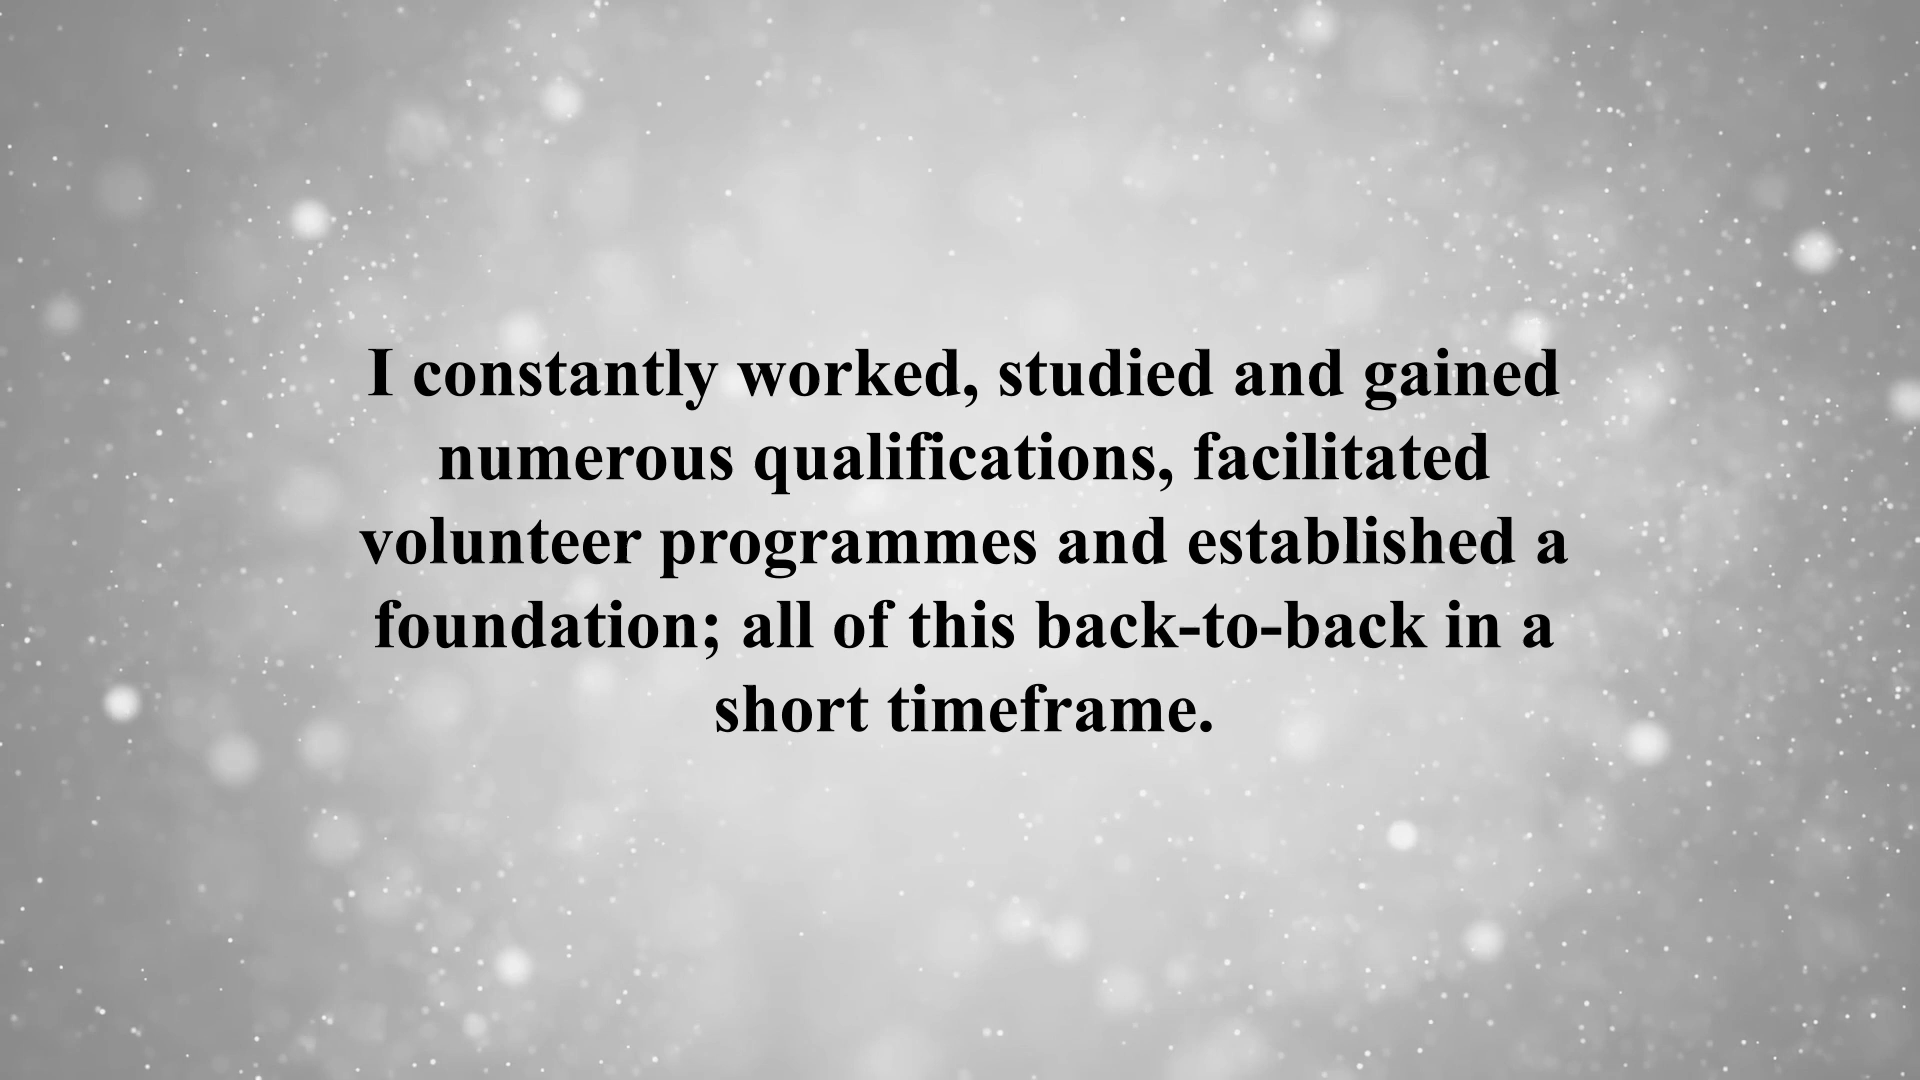 I constantly worked, studied and gained
numerous qualifications, facilitated
volunteer programmes and established a
foundation; all of this back-to-back in a
short timeframe.